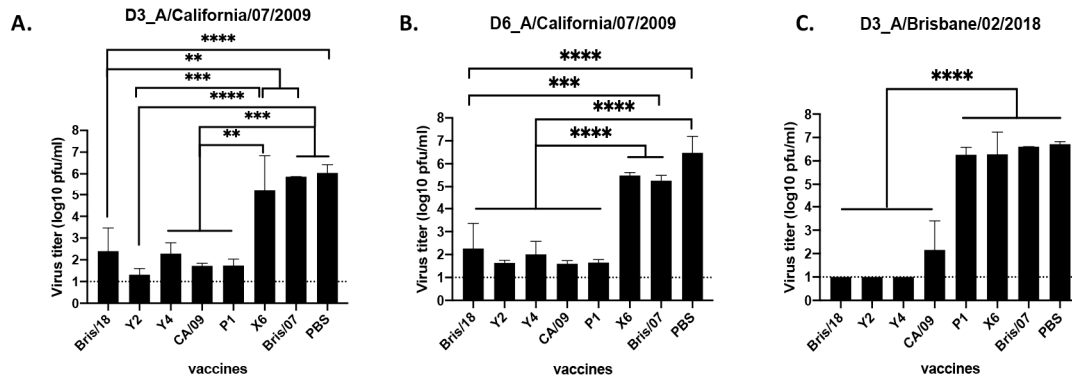 A.
D3_A/California/07/2009
****
**
***
****
***
**
Virus titer (log10 pfu/ml)
8
7
6
5
4
3
2
1
0
Bris/18
Y2
Y4
CA/09
P1
X6
Bris/07
PBS
vaccines
B.
D6_A/California/07/2009
****
***
****
****
Virus titer (log10 pfu/ml)
8
7
6
5
4
3
2
1
0
Bris/18
Y2
Y4
CA/09
P1
X6
Bris/07
PBS
vaccines
C.
D3_A/Brisbane/02/2018
****
Virus titer (log10 pfu/ml)
8
7
6
5
4
3
2
1
0
Bris/18
Y2
Y4
CA/09
P1
X6
Bris/07
PBS
vaccines